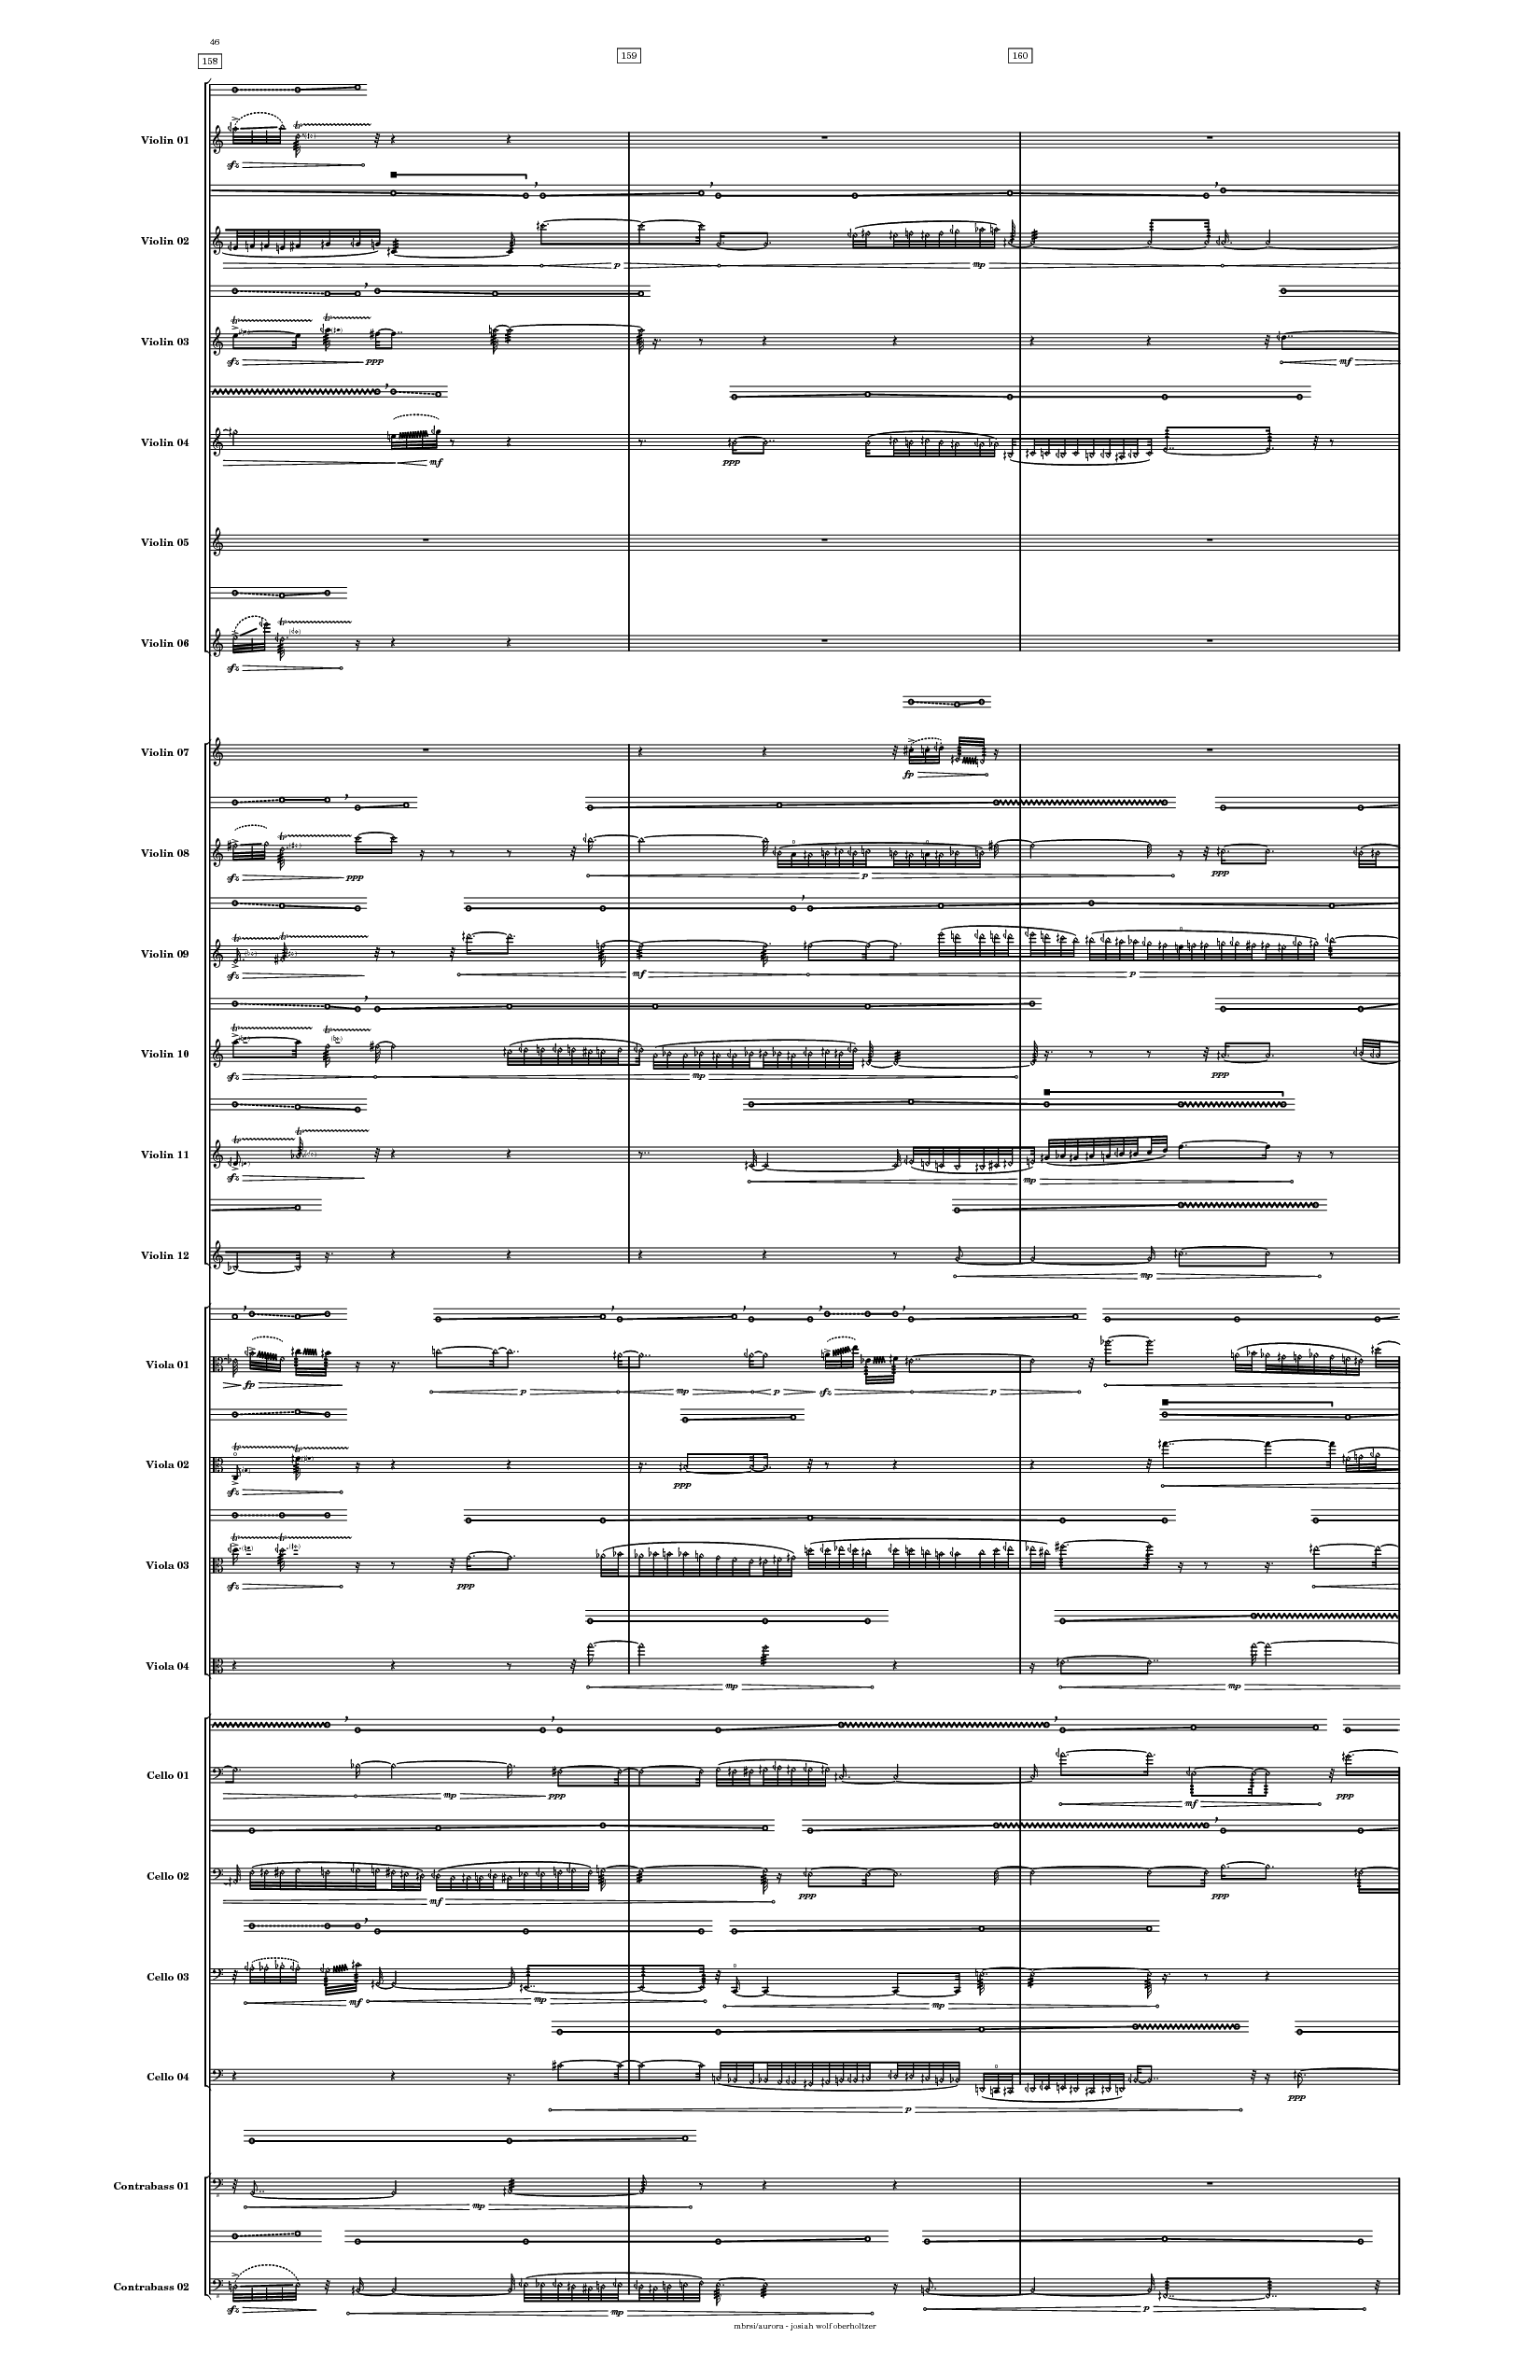 46
158 159 160
Violin 01
sfz
Violin 02
p mp
Violin 03
sfz ppp mf
Violin 04
mf ppp
Violin 05
Violin 06
sfz
Violin 07
fp
Violin 08
sfz ppp p ppp
Violin 09
sfz mf p
Violin 10
sfz mp ppp
Violin 11
sfz mp
Violin 12
mp
Viola 01
fp p mp p sfz p
Viola 02
sfz ppp
Viola 03
sfz ppp
Viola 04
mp mp
Cello 01
mp ppp mf ppp
Cello 02
mf ppp ppp
Cello 03
mf mp mp
Cello 04
p ppp
Contrabass 01
mp
Contrabass 02
sfz mp p
mbrsi/aurora - josiah wolf oberholtzer